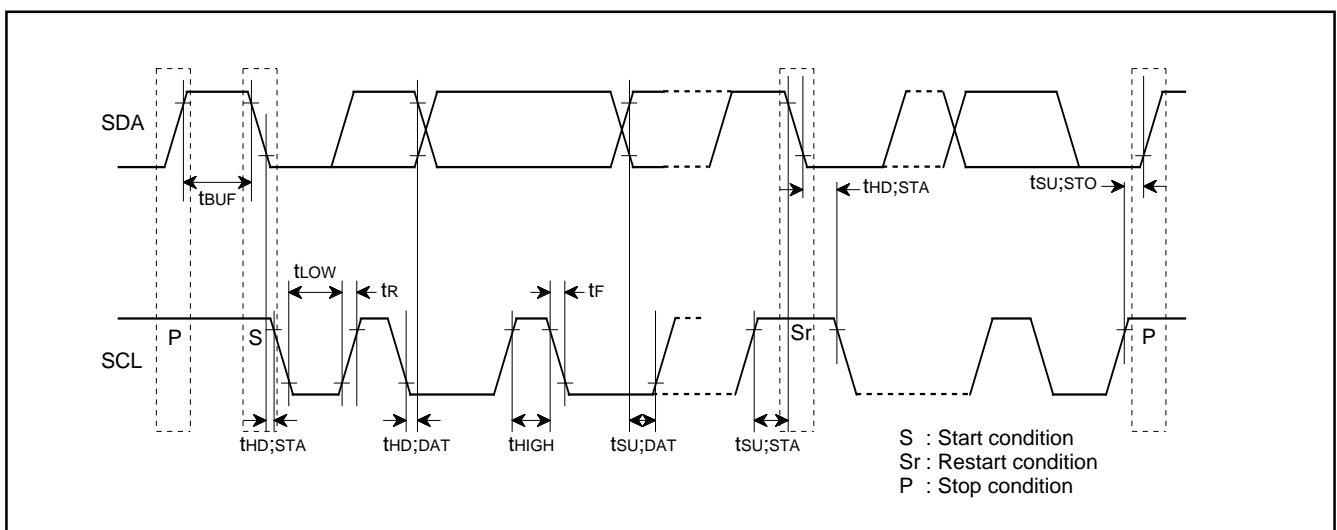 SDA
tBUF
tHD;STA
tSU;STO
tLOW
tR
tF
P
S
Sr
P
SCL
tHD;STA
tHD;DAT
tHIGH
tSU;DAT
tSU;STA
S : Start condition
Sr : Restart condition
P : Stop condition